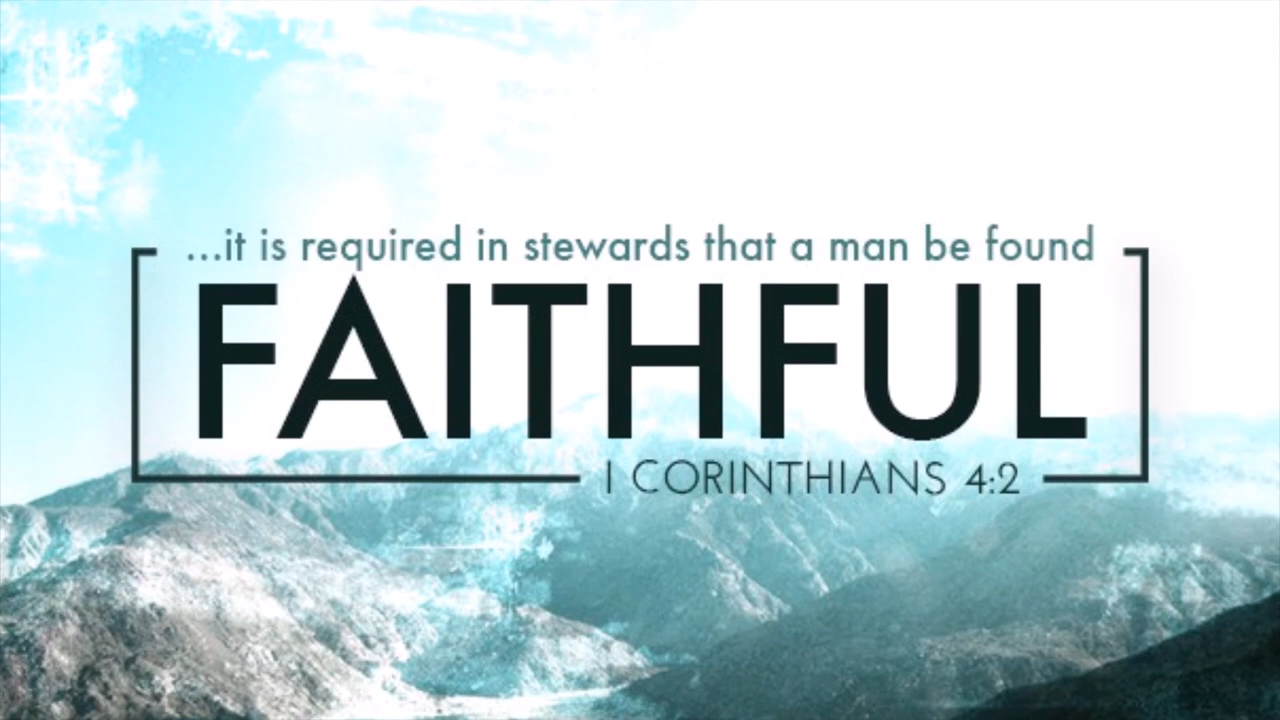 ...it is required in stewards that a man be found
FAITHFUL
I CORINTHIANS 4:2